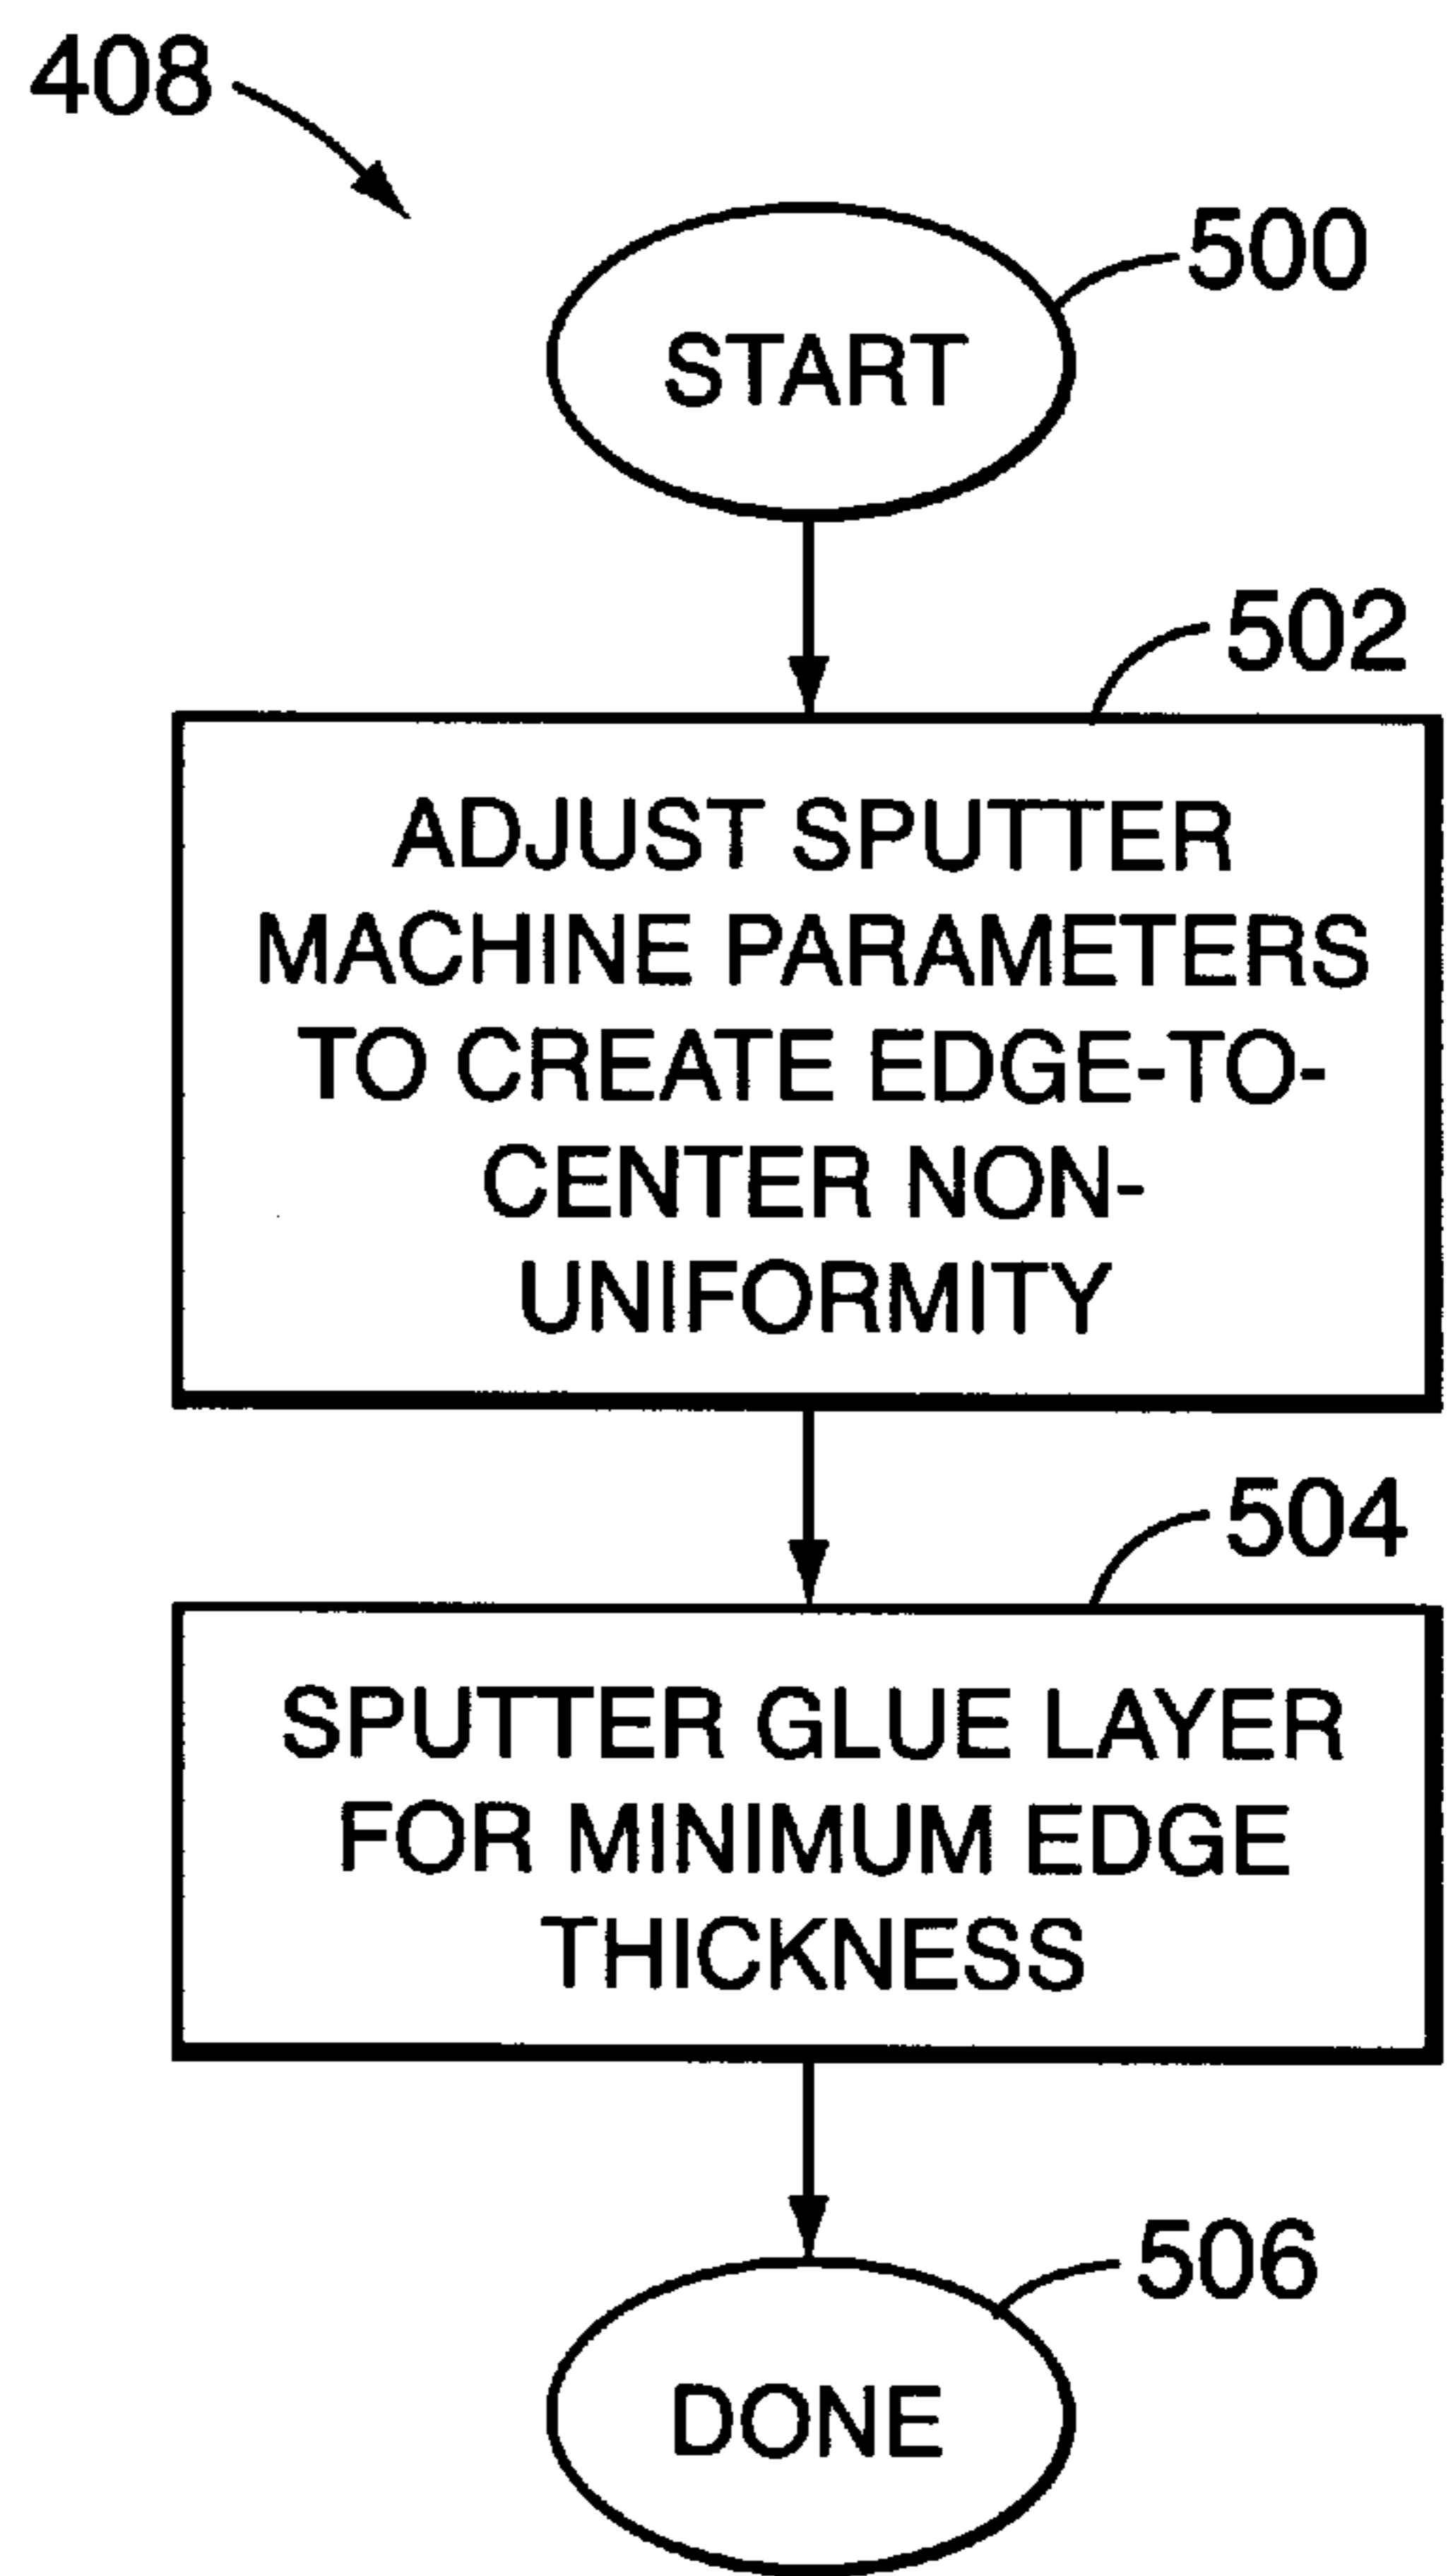 408
500
START
502
ADJUST SPUTTER
MACHINE PARAMETERS
TO CREATE EDGE-TO-
CENTER NON-
UNIFORMITY
504
SPUTTER GLUE LAYER
FOR MINIMUM EDGE
THICKNESS
506
DONE